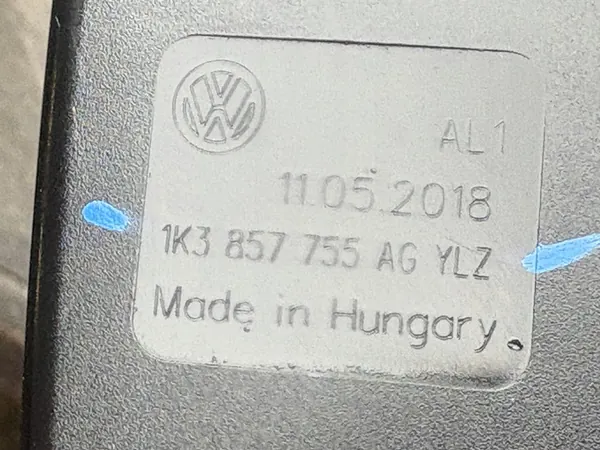 AL1
11.05.2018
1K3 857 755 AG YLZ
Made in Hungary